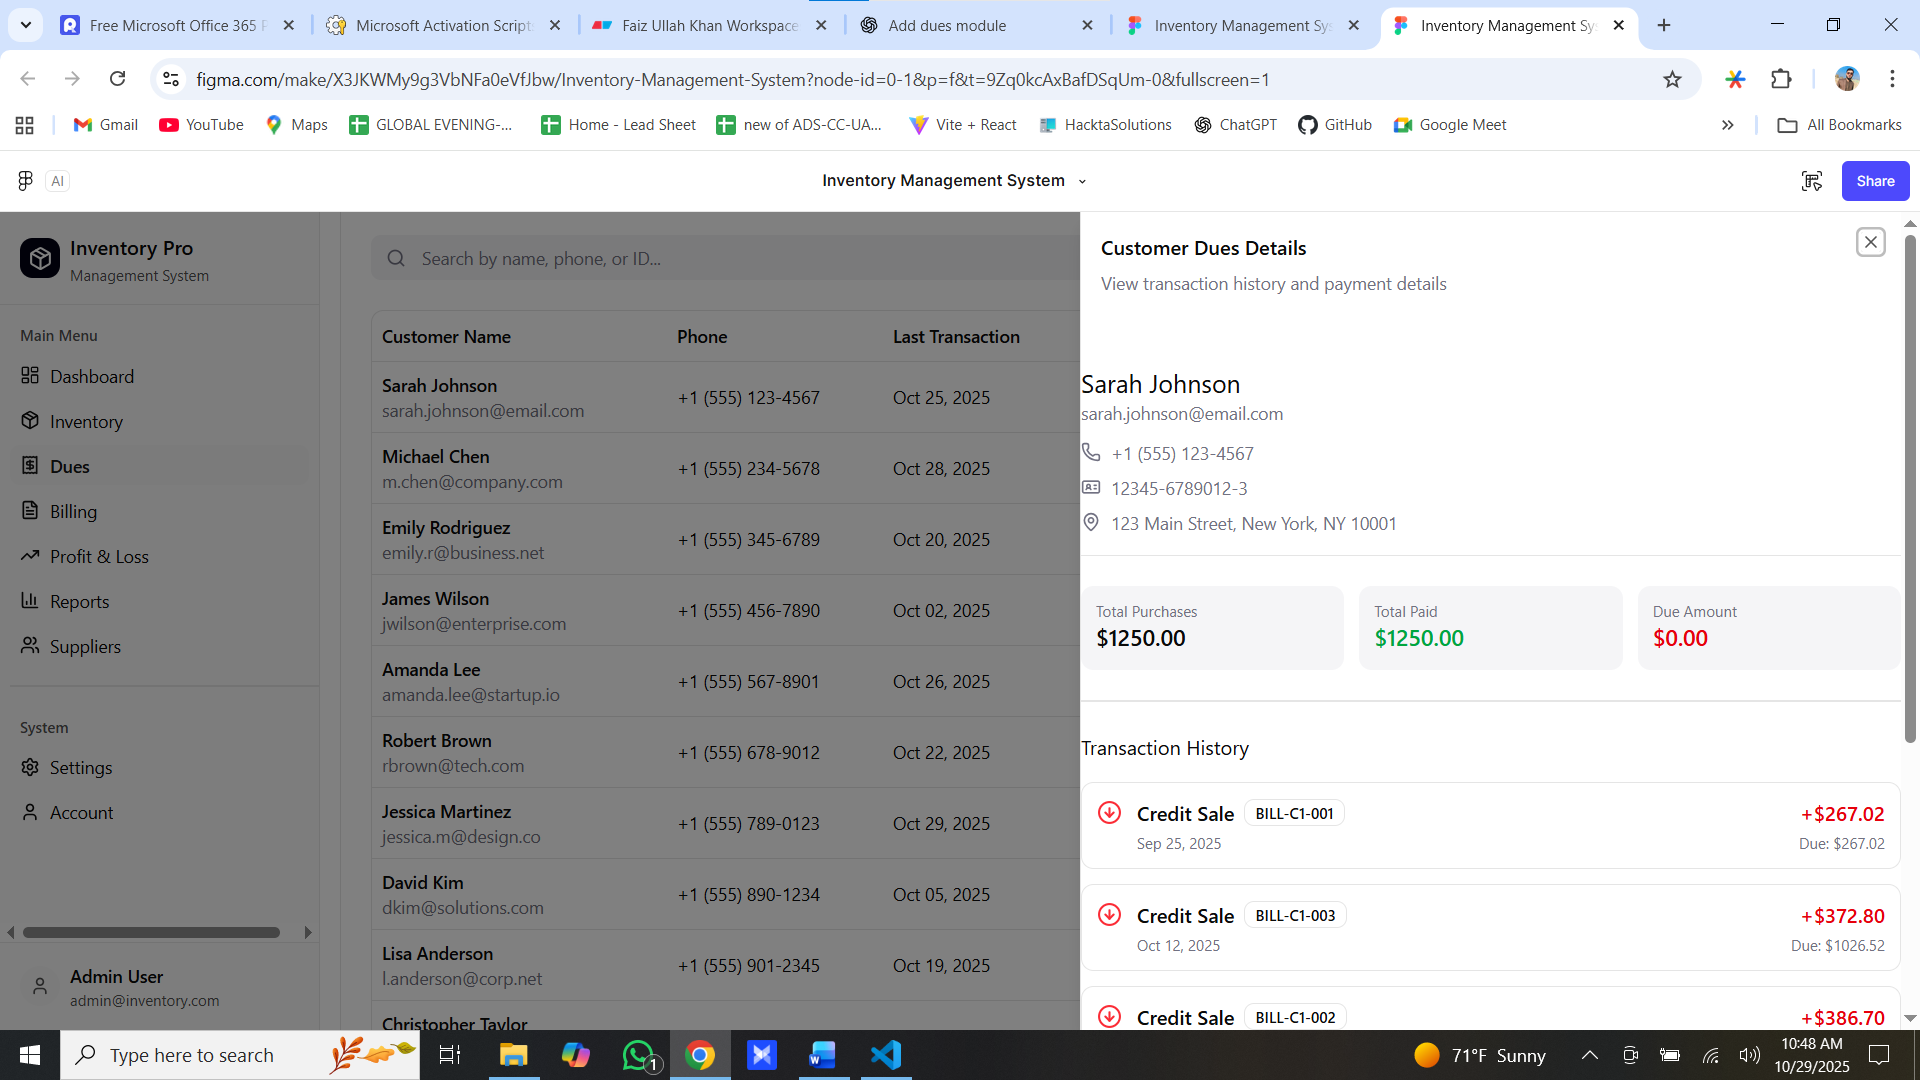 Free Microsoft Office 365 P
Microsoft Activation Scripts
Faiz Ullah Khan Workspace
Add dues module
Inventory Management Sy
Inventory Management Sy
figma.com/make/X3JKWMy9g3VbNFa0eVfJbw/Inventory-Management-System?node-id=0-1&p=f&t=9Zq0kcAxBafDSqUm-0&fullscreen=1
Gmail
YouTube
Maps
GLOBAL EVENING-...
Home - Lead Sheet
new of ADS-CC-UA...
Vite + React
HacktaSolutions
ChatGPT
GitHub
Google Meet
All Bookmarks
AI
Inventory Management System
Share
Inventory Pro
Management System
Main Menu
Dashboard
Inventory
Dues
Billing
Profit & Loss
Reports
Suppliers
System
Settings
Account
Admin User
admin@inventory.com
Search by name, phone, or ID...
Customer Name Phone Last Transaction
Sarah Johnson
sarah.johnson@email.com
+1 (555) 123-4567 Oct 25, 2025
Michael Chen
m.chen@company.com
+1 (555) 234-5678 Oct 28, 2025
Emily Rodriguez
emily.r@business.net
+1 (555) 345-6789 Oct 20, 2025
James Wilson
jwilson@enterprise.com
+1 (555) 456-7890 Oct 02, 2025
Amanda Lee
amanda.lee@startup.io
+1 (555) 567-8901 Oct 26, 2025
Robert Brown
rbrown@tech.com
+1 (555) 678-9012 Oct 22, 2025
Jessica Martinez
jessica.m@design.co
+1 (555) 789-0123 Oct 29, 2025
David Kim
dkim@solutions.com
+1 (555) 890-1234 Oct 05, 2025
Lisa Anderson
l.anderson@corp.net
+1 (555) 901-2345 Oct 19, 2025
Christopher Taylor
Customer Dues Details
View transaction history and payment details
Sarah Johnson
sarah.johnson@email.com
+1 (555) 123-4567
12345-6789012-3
123 Main Street, New York, NY 10001
Total Purchases
$1250.00
Total Paid
$1250.00
Due Amount
$0.00
Transaction History
Credit Sale BILL-C1-001 +$267.02
Sep 25, 2025 Due: $267.02
Credit Sale BILL-C1-003 +$372.80
Oct 12, 2025 Due: $1026.52
Credit Sale BILL-C1-002 +$386.70
Type here to search
1
71°F Sunny
10:48 AM
10/29/2025